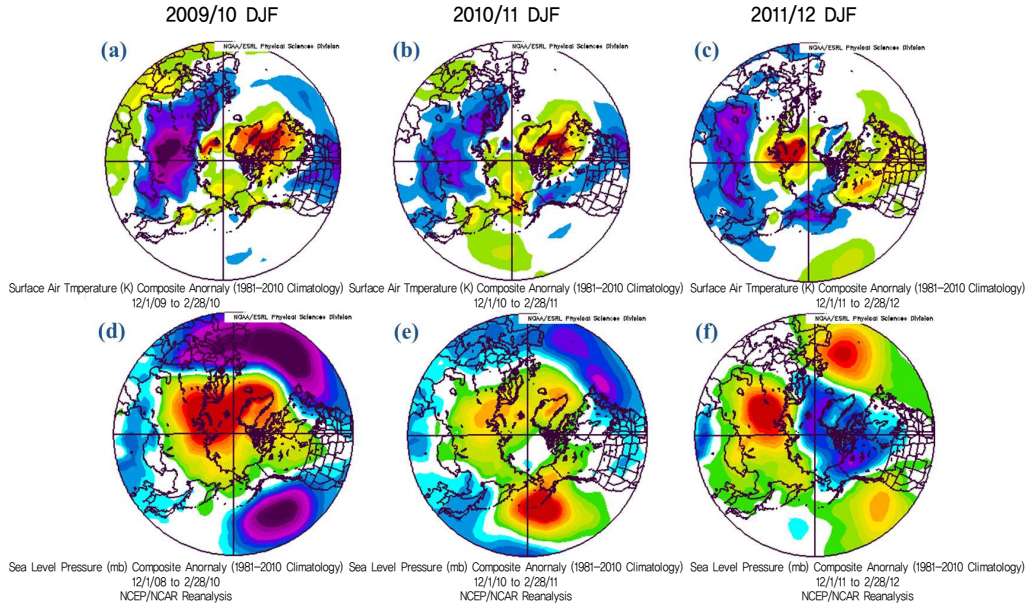 2009/10 DJF
2010/11 DJF
2011/12 DJF
(a)
NOAA/ESRL Physical Sciences Division
(b)
NOAA/ESRL Physical Sciences Division
(c)
NOAA/ESRL Physical Sciences Division
Surface Air Tmperature (K) Composite Anornaly (1981-2010 Climatology)
12/1/09 to 2/28/10
Surface Air Tmperature (K) Composite Anornaly (1981-2010 Climatology)
12/1/10 to 2/28/11
Surface Air Tmperature (K) Composite Anornaly (1981-2010 Climatology)
12/1/11 to 2/28/12
(d)
NOAA/ESRL Physical Sciences Division
(e)
NOAA/ESRL Physical Sciences Division
(f)
NOAA/ESRL Physical Sciences Division
Sea Level Pressure (mb) Composite Anornaly (1981-2010 Climatology)
12/1/08 to 2/28/10
NCEP/NCAR Reanalysis
Sea Level Pressure (mb) Composite Anornaly (1981-2010 Climatology)
12/1/10 to 2/28/11
NCEP/NCAR Reanalysis
Sea Level Pressure (mb) Composite Anornaly (1981-2010 Climatology)
12/1/11 to 2/28/12
NCEP/NCAR Reanalysis